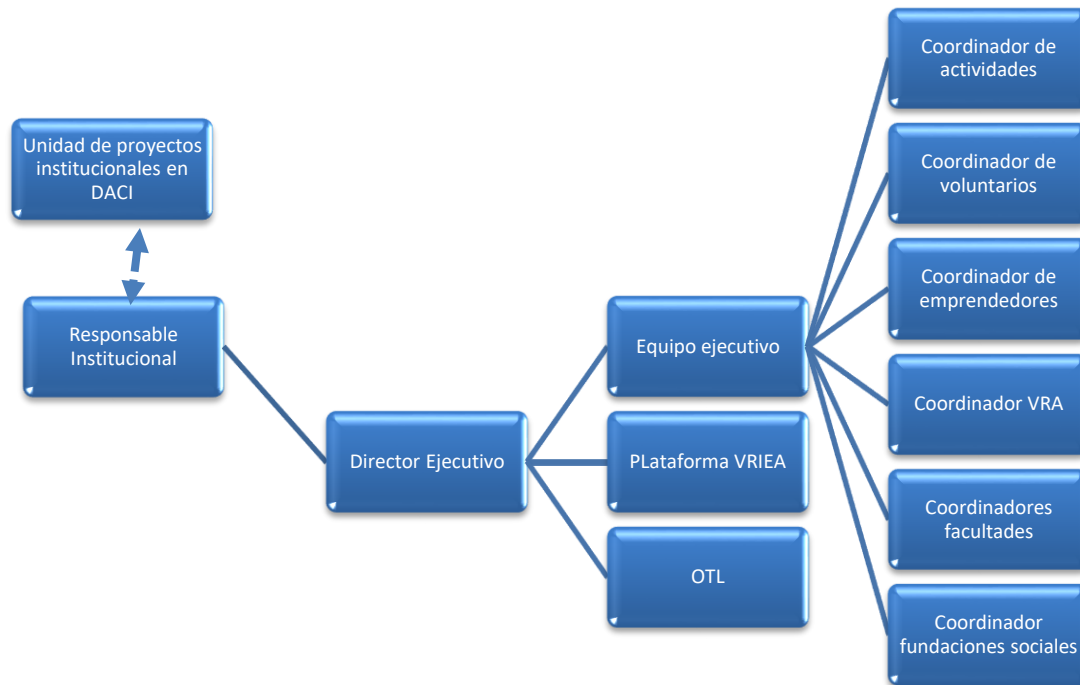 Unidad de proyectos
institucionales en
DACI
Responsable
Institucional
Director Ejecutivo
Equipo ejecutivo
PLataforma VRIEA
OTL
Coordinador de
actividades
Coordinador de
voluntarios
Coordinador de
emprendedores
Coordinador VRA
Coordinadores
facultades
Coordinador
fundaciones sociales